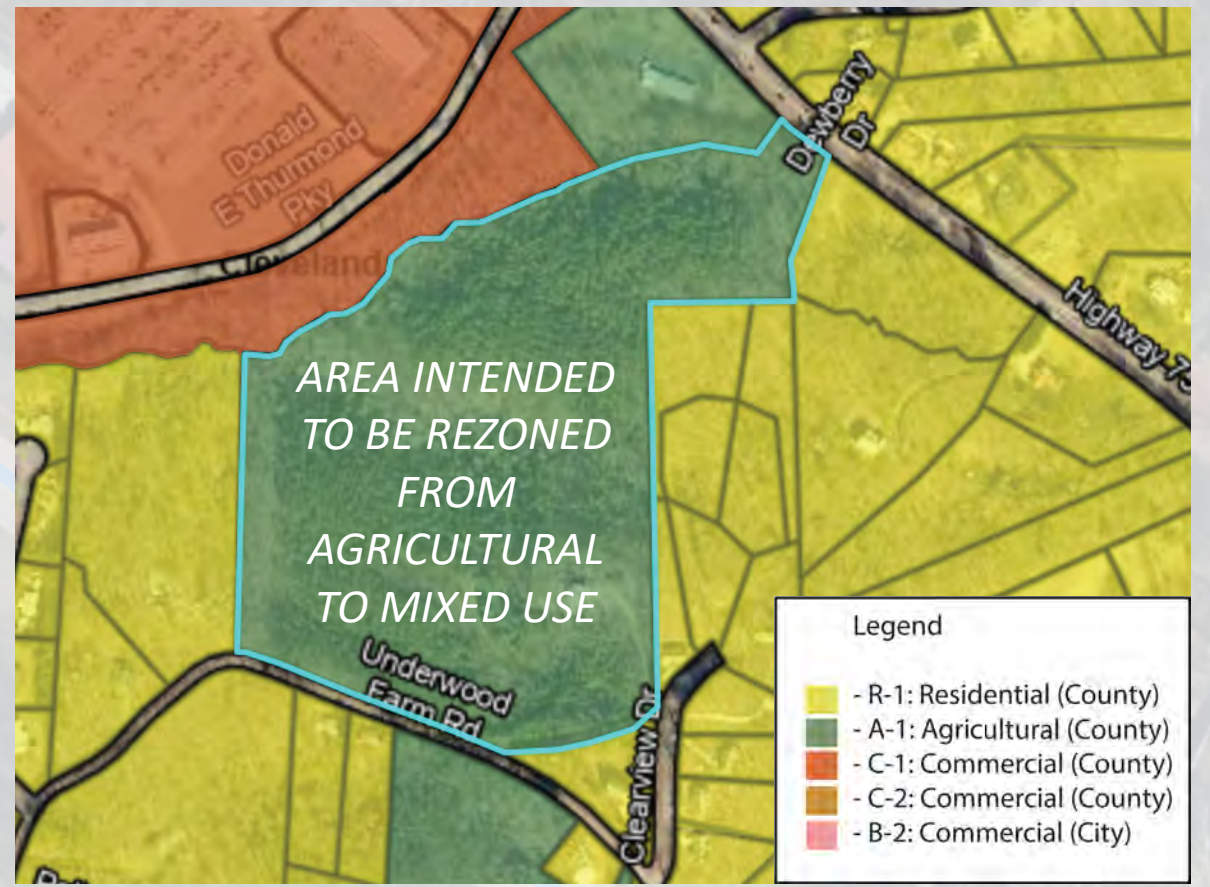 Donald
E Thurmond
Pky
Cleveland
Dewberry
Dr
Highway 75
AREA INTENDED
TO BE REZONED
FROM
AGRICULTURAL
TO MIXED USE
Underwood
Farm Rd
Clearview Dr
Legend
- R-1: Residential (County)
- A-1: Agricultural (County)
- C-1: Commercial (County)
- C-2: Commercial (County)
- B-2: Commercial (City)